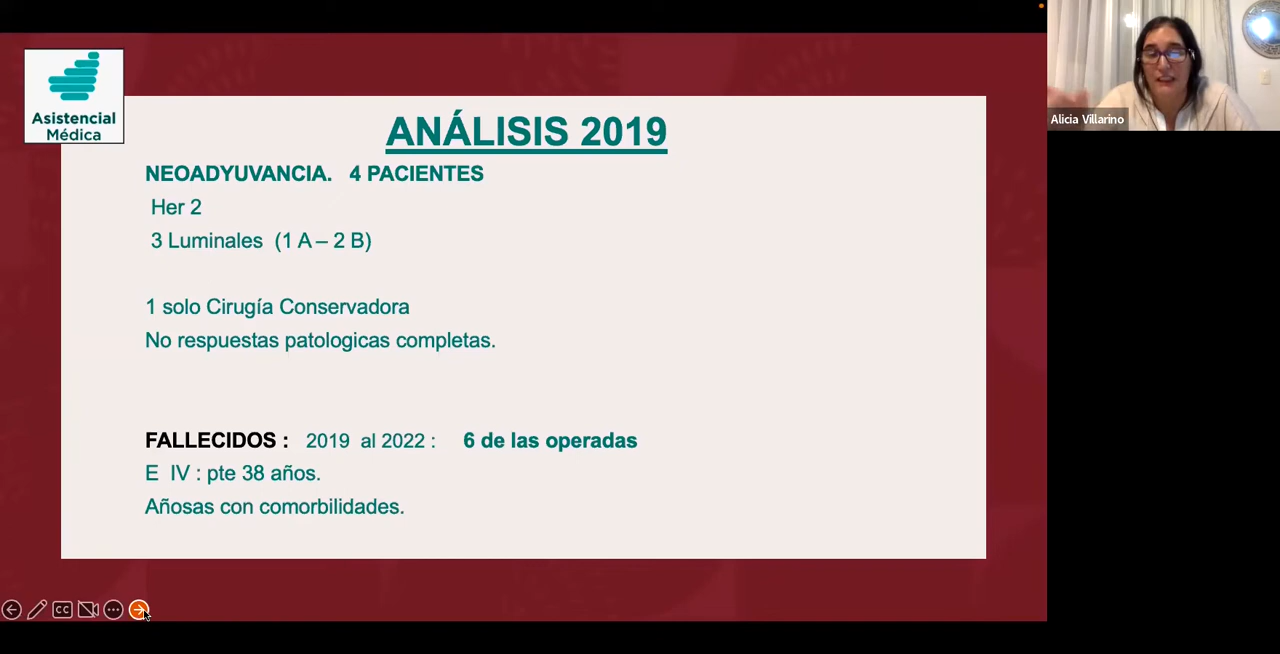 Asistencial
Médica
ANÁLISIS 2019
NEOADYUVANCIA. 4 PACIENTES
Her 2
3 Luminales (1 A – 2 B)
1 solo Cirugía Conservadora
No respuestas patologicas completas.
FALLECIDOS : 2019 al 2022 : 6 de las operadas
E IV : pte 38 años.
Añosas con comorbilidades.
Alicia Villarino
CC